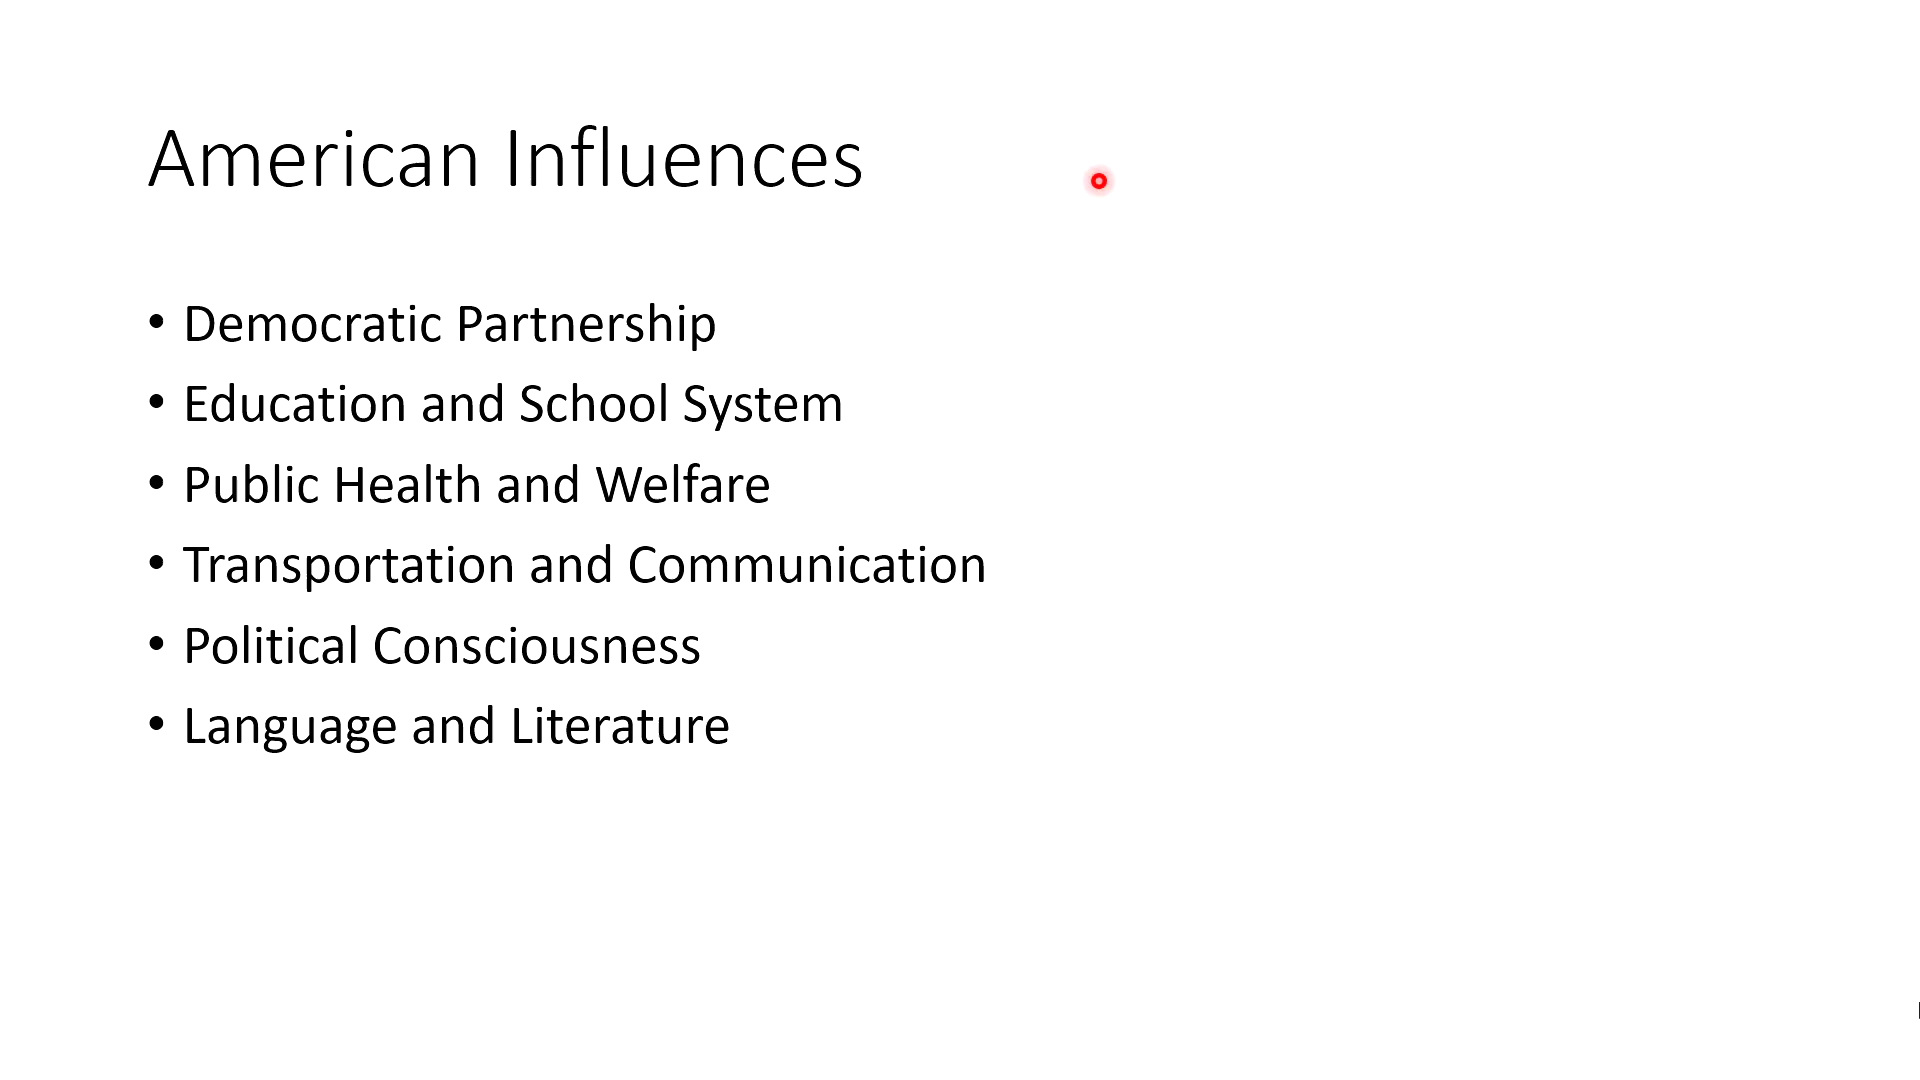 American Influences
• Democratic Partnership
• Education and School System
• Public Health and Welfare
• Transportation and Communication
• Political Consciousness
• Language and Literature